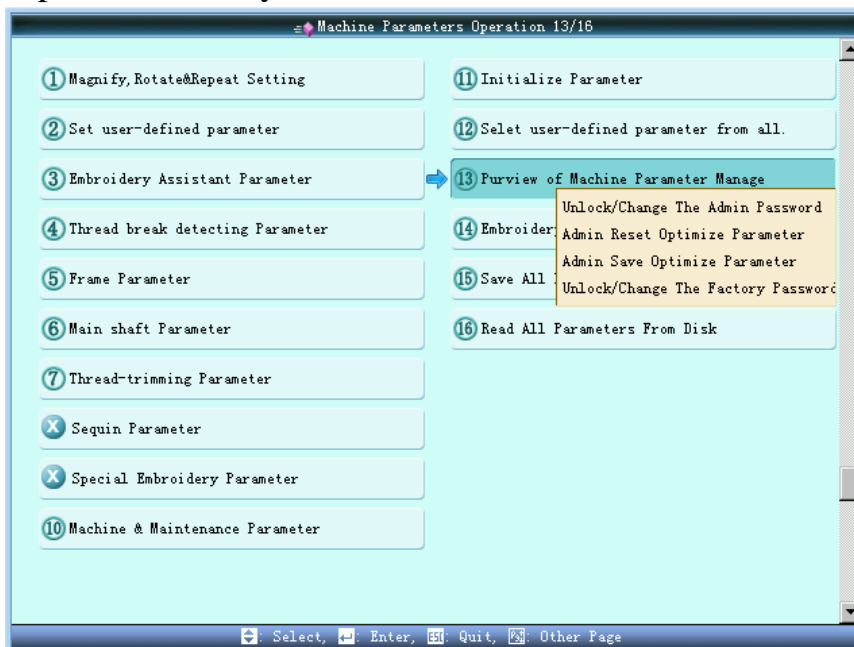 Machine Parameters Operation 13/16
1 Magnify, Rotate&Repeat Setting
2 Set user-defined parameter
3 Embroidery Assistant Parameter
4 Thread break detecting Parameter
5 Frame Parameter
6 Main shaft Parameter
7 Thread-trimming Parameter
X Sequin Parameter
X Special Embroidery Parameter
10 Machine & Maintenance Parameter
11 Initialize Parameter
12 Selet user-defined parameter from all.
13 Purview of Machine Parameter Manage
Unlock/Change The Admin Password
Admin Reset Optimize Parameter
Admin Save Optimize Parameter
Unlock/Change The Factory Password
14 Embroider
15 Save All
16 Read All Parameters From Disk
: Select, : Enter, ESC: Quit, : Other Page